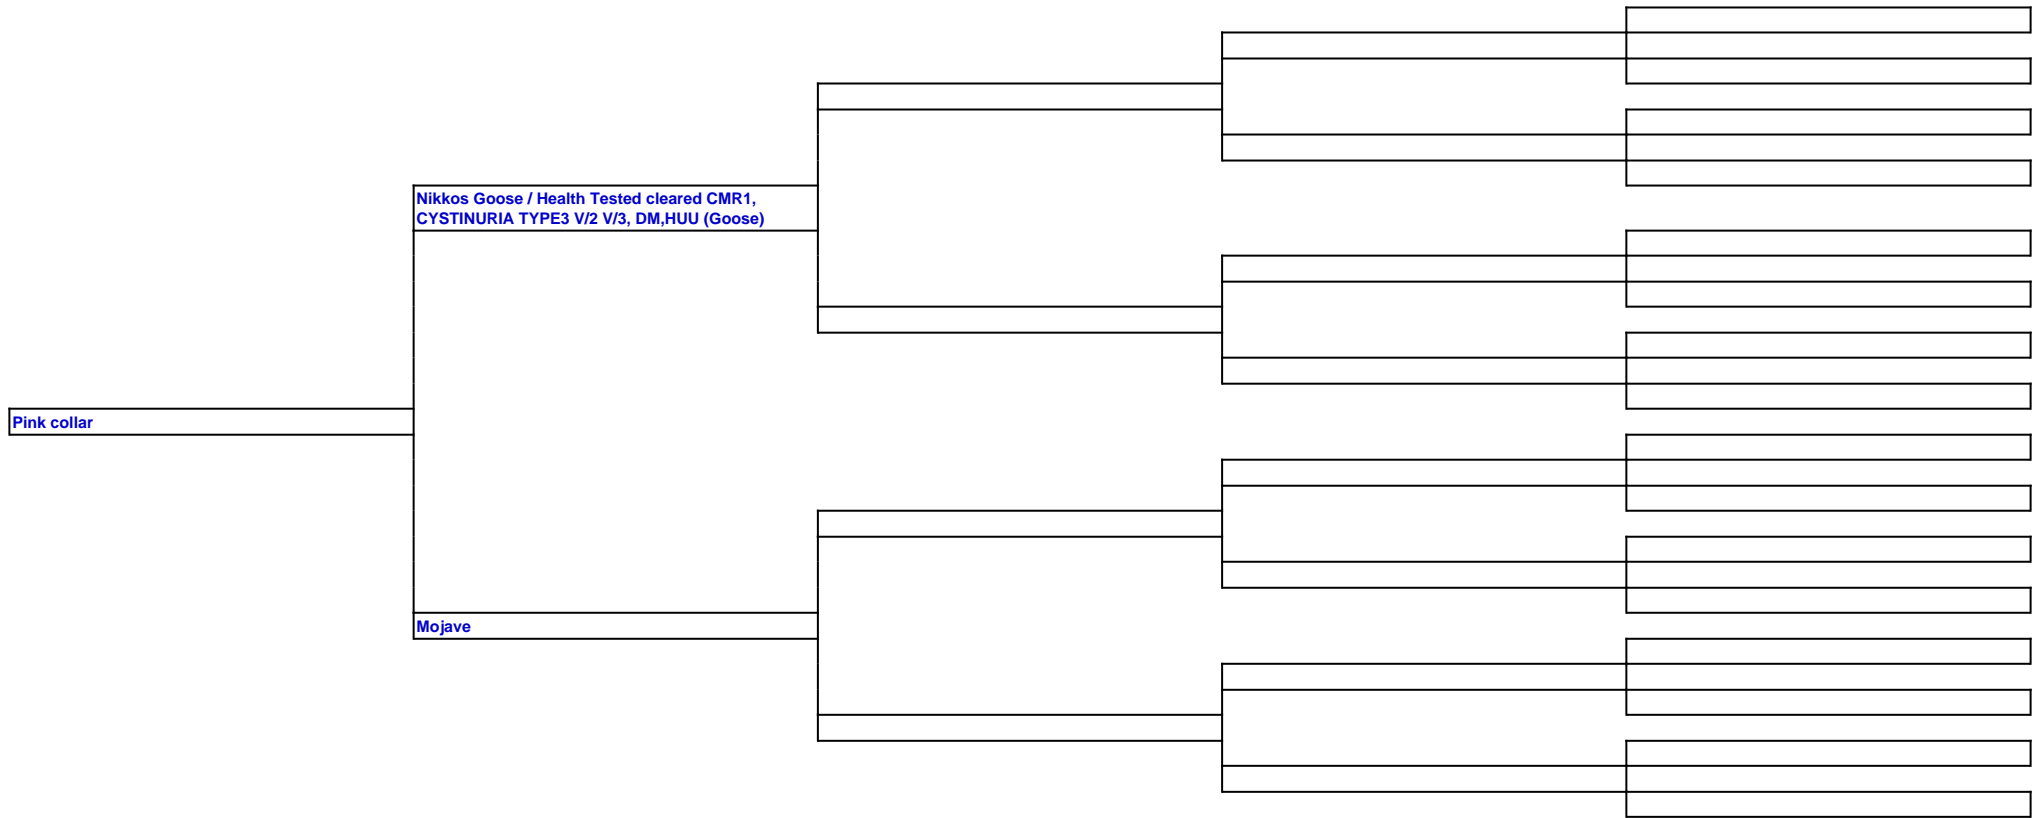 Nikkos Goose / Health Tested cleared CMR1,
CYSTINURIA TYPE3 V/2 V/3, DM,HUU (Goose)
Pink collar
Mojave